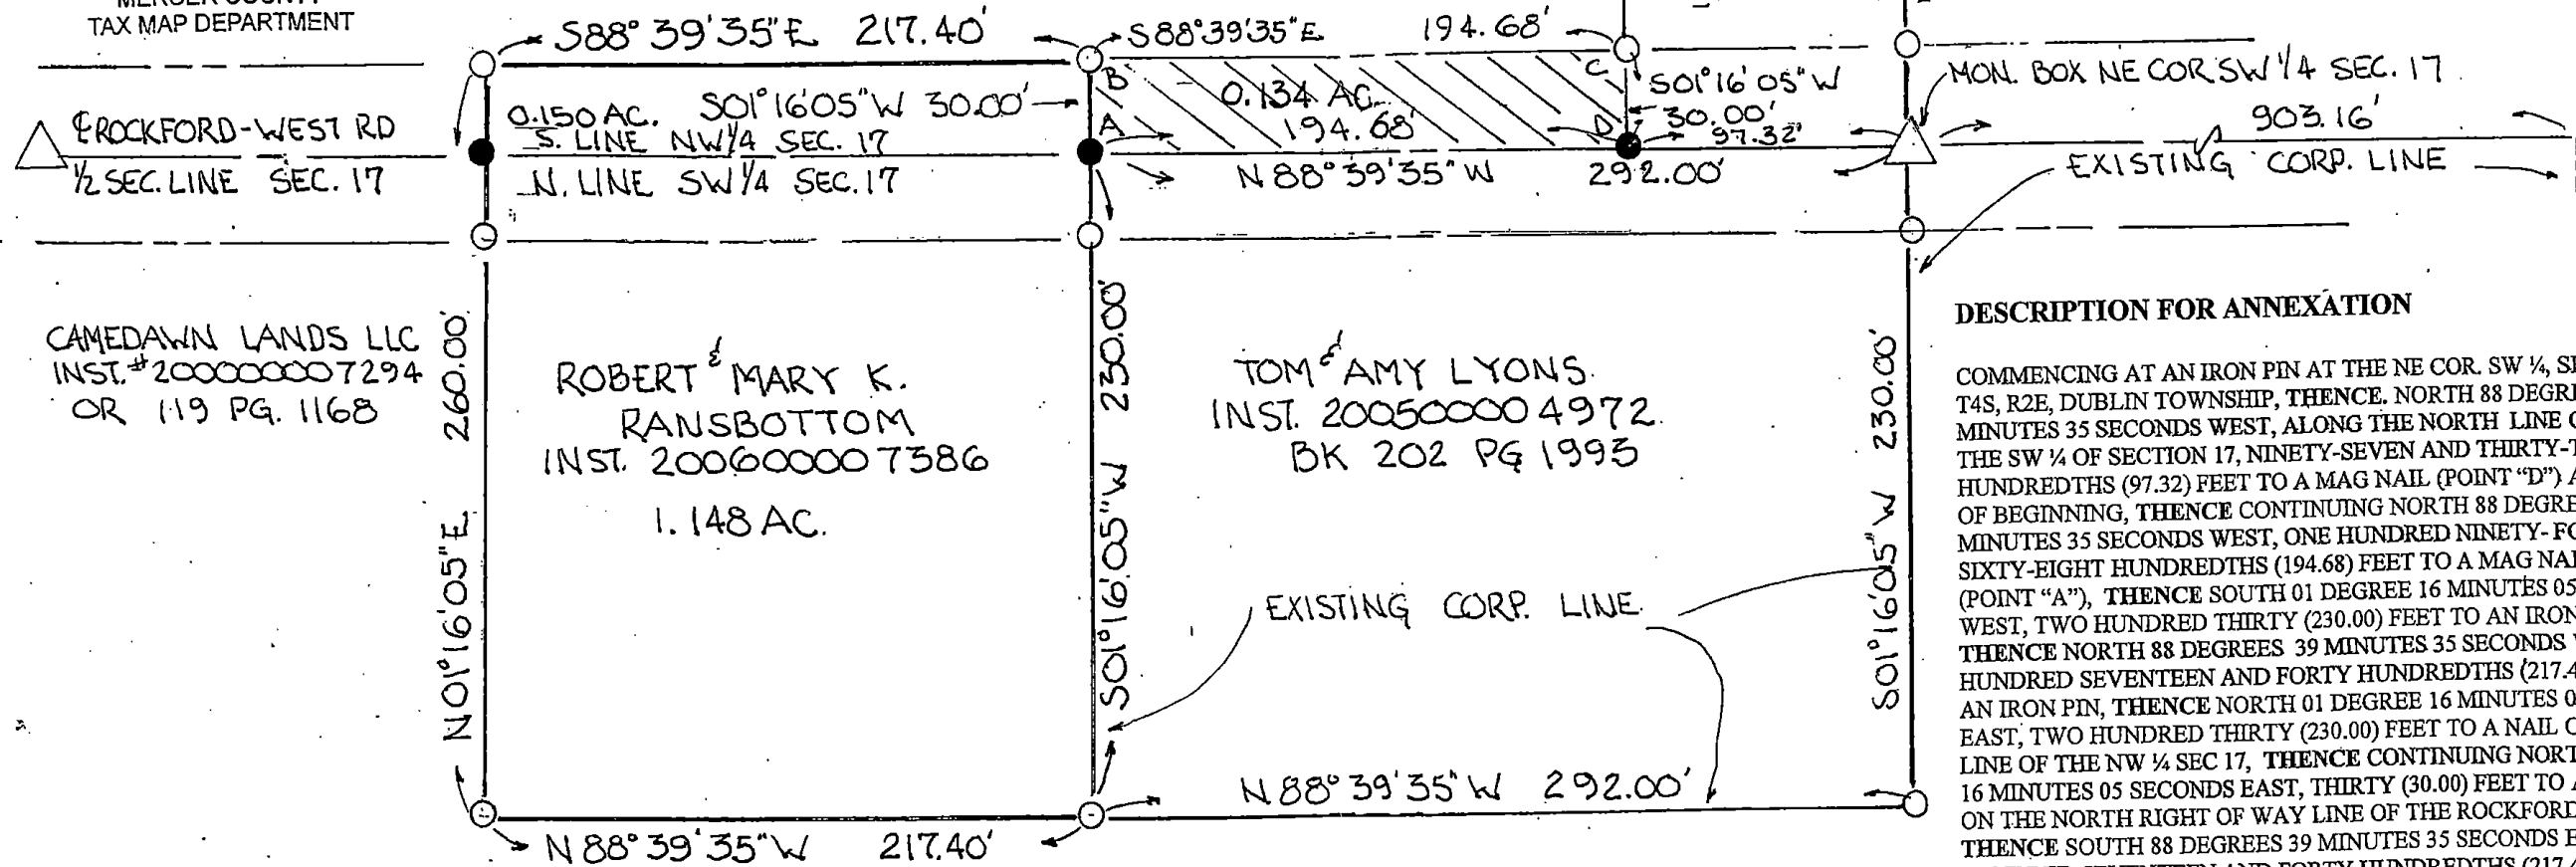 TAX MAP DEPARTMENT
S88°39'35"E 217.40'
S88°39'35"E 194.68'
MON. BOX NE COR. SW 1/4 SEC. 17
B
C
S01°16'05"W
30.00'
0.150 AC. S01°16'05"W 30.00'
0.134 AC.
194.68'
℄ ROCKFORD-WEST RD
S. LINE NW1/4 SEC. 17
A
D
97.32'
903.16'
1/2 SEC. LINE SEC. 17
N. LINE SW 1/4 SEC. 17
N 88°39'35"W 292.00'
EXISTING CORP. LINE
CAMEDAWN LANDS LLC
INST.#200000007294
OR 119 PG. 1168
N01°16'05"E 260.00'
ROBERT & MARY K.
RANSBOTTOM
INST. 200600007386
1.148 AC.
S01°16'05"W 230.00'
TOM & AMY LYONS
INST. 200500004972
BK 202 PG 1995
EXISTING CORP. LINE
S01°16'05"W 230.00'
N 88°39'35"W 217.40'
N 88°39'35"W 292.00'
DESCRIPTION FOR ANNEXATION
COMMENCING AT AN IRON PIN AT THE NE COR. SW ¼,
T4S, R2E, DUBLIN TOWNSHIP, THENCE. NORTH 88
MINUTES 35 SECONDS WEST, ALONG THE NORTH LINE
THE SW ¼ OF SECTION 17, NINETY-SEVEN AND
HUNDREDTHS (97.32) FEET TO A MAG NAIL (POINT "D")
OF BEGINNING, THENCE CONTINUING NORTH 88
MINUTES 35 SECONDS WEST, ONE HUNDRED NINETY-
SIXTY-EIGHT HUNDREDTHS (194.68) FEET TO A MAG
(POINT "A"), THENCE SOUTH 01 DEGREE 16 MINUTES 05
WEST, TWO HUNDRED THIRTY (230.00) FEET TO AN IRON
THENCE NORTH 88 DEGREES 39 MINUTES 35 SECONDS
HUNDRED SEVENTEEN AND FORTY HUNDREDTHS
AN IRON PIN, THENCE NORTH 01 DEGREE 16 MINUTES
EAST, TWO HUNDRED THIRTY (230.00) FEET TO A NAIL
LINE OF THE NW ¼ SEC 17, THENCE CONTINUING
16 MINUTES 05 SECONDS EAST, THIRTY (30.00) FEET TO
ON THE NORTH RIGHT OF WAY LINE OF THE
THENCE SOUTH 88 DEGREES 39 MINUTES 35 SECONDS